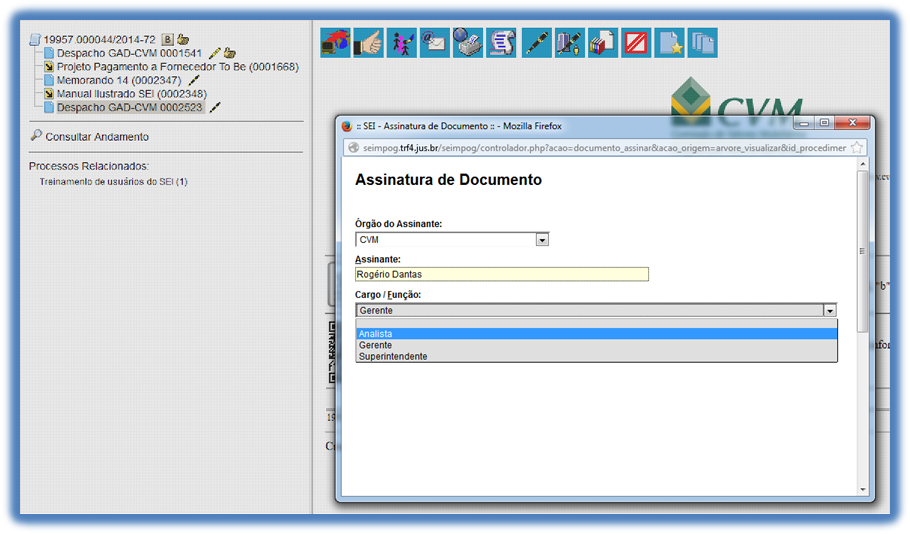 19957.000044/2014-72
Despacho GAD-CVM 0001541
Projeto Pagamento a Fornecedor To Be (0001668)
Memorando 14 (0002347)
Manual Ilustrado SEI (0002348)
Despacho GAD-CVM 0002523
Consultar Andamento
Processos Relacionados:
Treinamento de usuários do SEI (1)
CVM
:: SEI - Assinatura de Documento :: - Mozilla Firefox
seimpog.trf4.jus.br/seimpog/controlador.php?acao=documento_assinar&acao_origem=arvore_visualizar&id_procedimer
Assinatura de Documento
Órgão do Assinante:
CVM
Assinante:
Rogério Dantas
Cargo / Função:
Gerente
Analista
Gerente
Superintendente
"b"